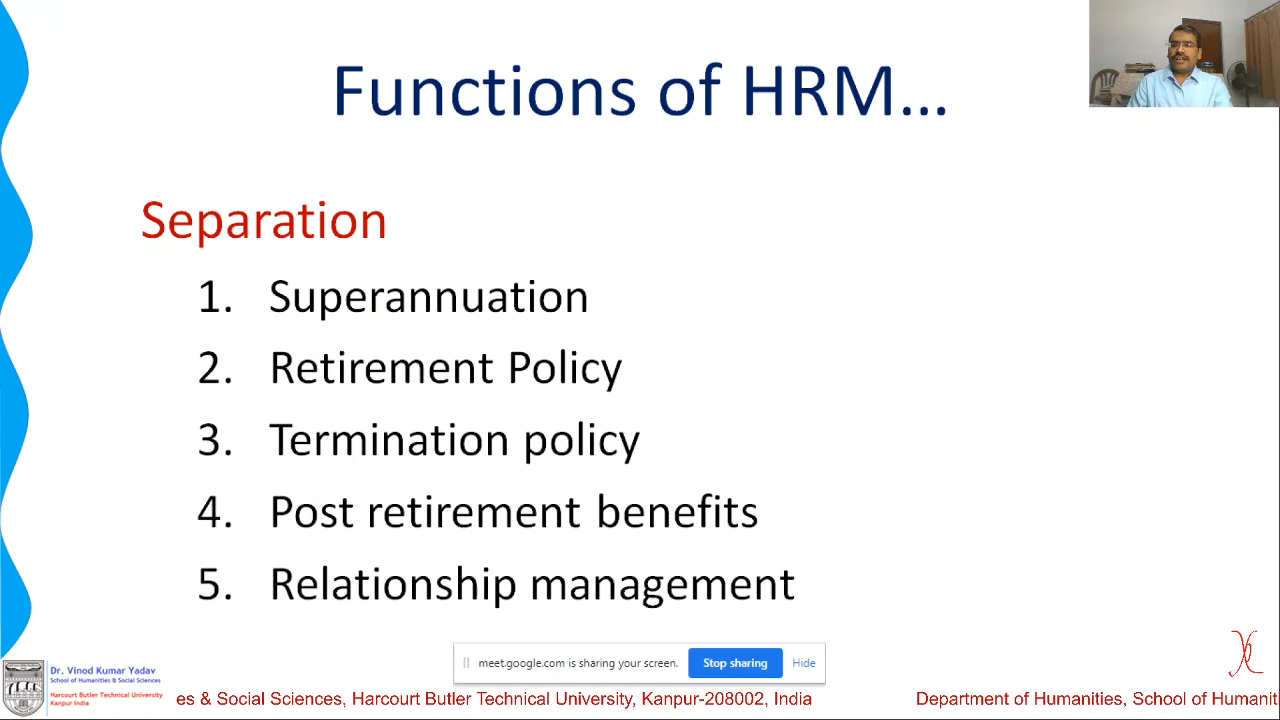 Functions of HRM...
Separation
1. Superannuation
2. Retirement Policy
3. Termination policy
4. Post retirement benefits
5. Relationship management
meet.google.com is sharing your screen. Stop sharing Hide
Dr. Vinod Kumar Yadav
School of Humanities & Social Sciences
Harcourt Butler Technical University
Kanpur India
es & Social Sciences, Harcourt Butler Technical University, Kanpur-208002, India Department of Humanities, School of Humanit